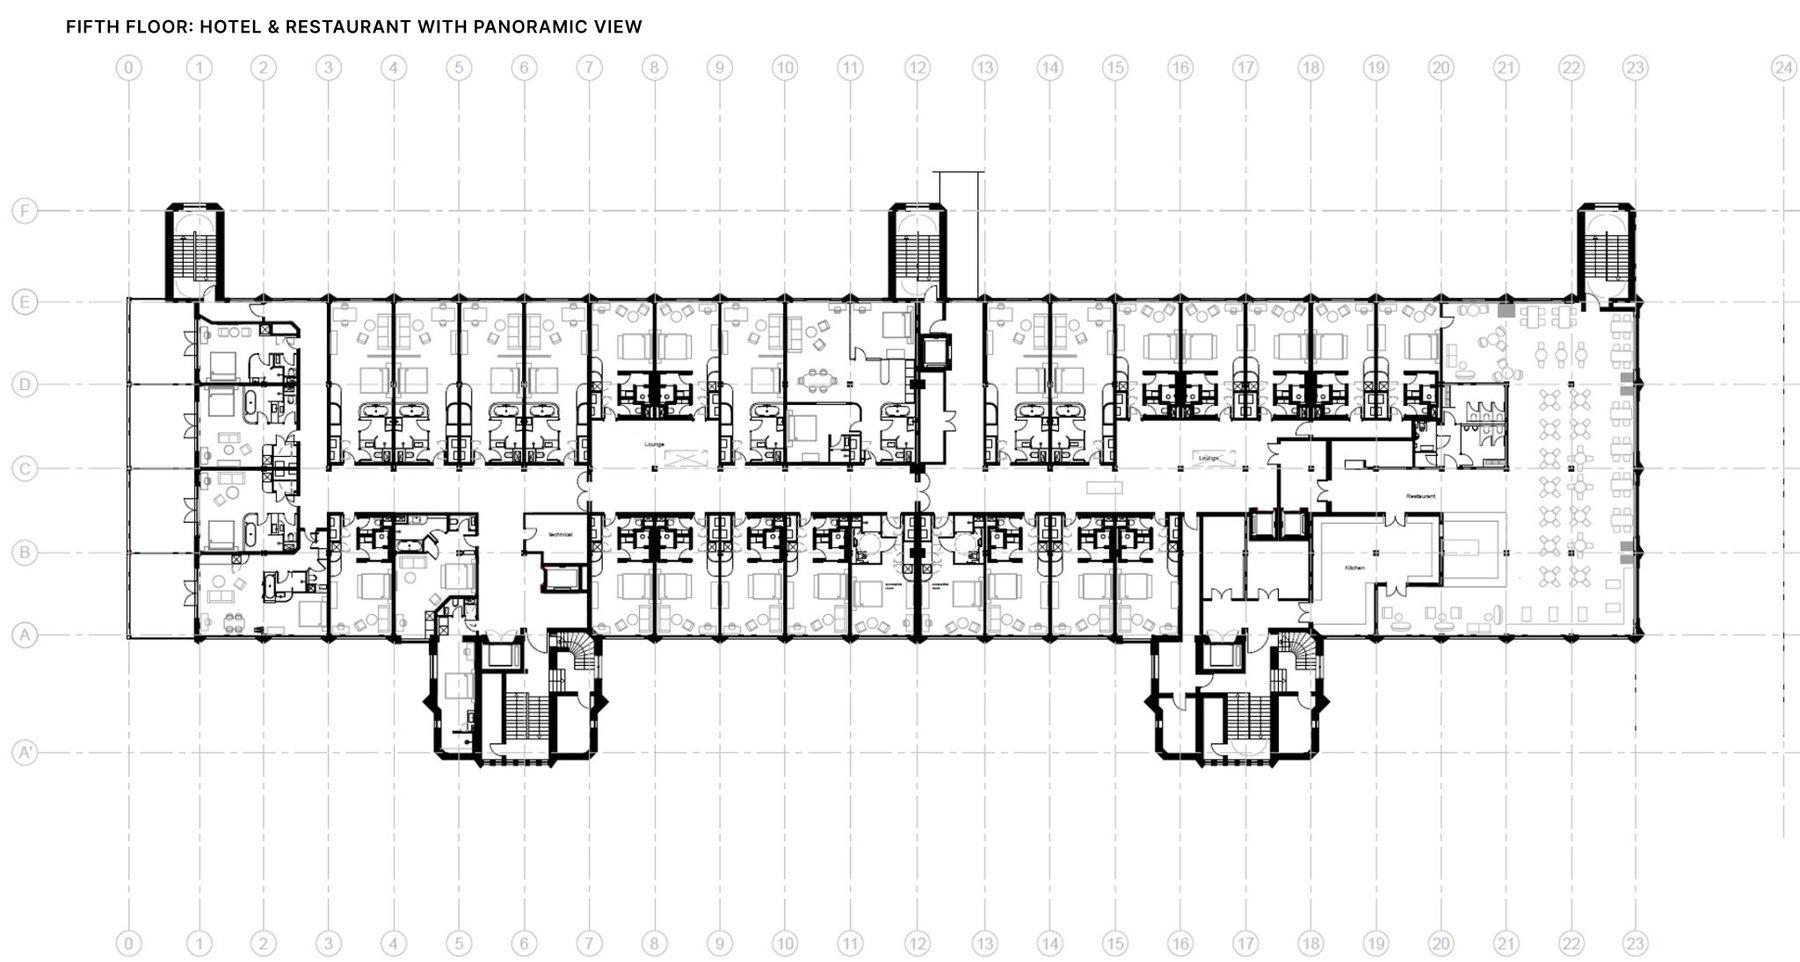 FIFTH FLOOR: HOTEL & RESTAURANT WITH PANORAMIC VIEW
0 1 2 3 4 5 6 7 8 9 10 11 12 13 14 15 16 17 18 19 20 21 22 23 24
F
E
D
Lounge
Lounge
C
Restaurant
technical
B
Kitchen
A
A'
0 1 2 3 4 5 6 7 8 9 10 11 12 13 14 15 16 17 18 19 20 21 22 23